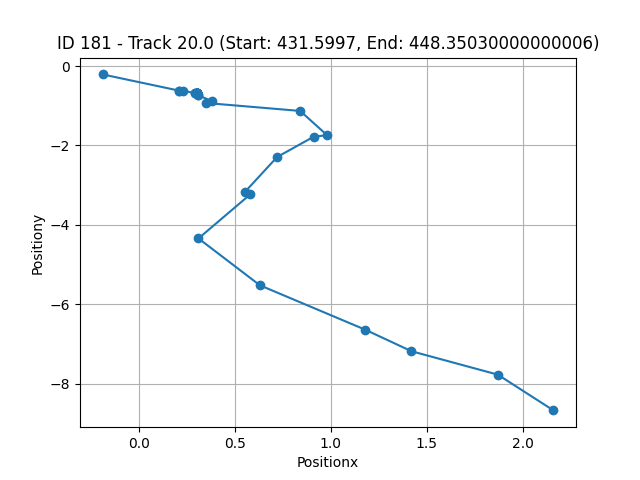 ID 181 - Track 20.0 (Start: 431.5997, End: 448.35030000000006)
0
−2
−4
−6
−8
Positiony
0.0 0.5 1.0 1.5 2.0
Positionx